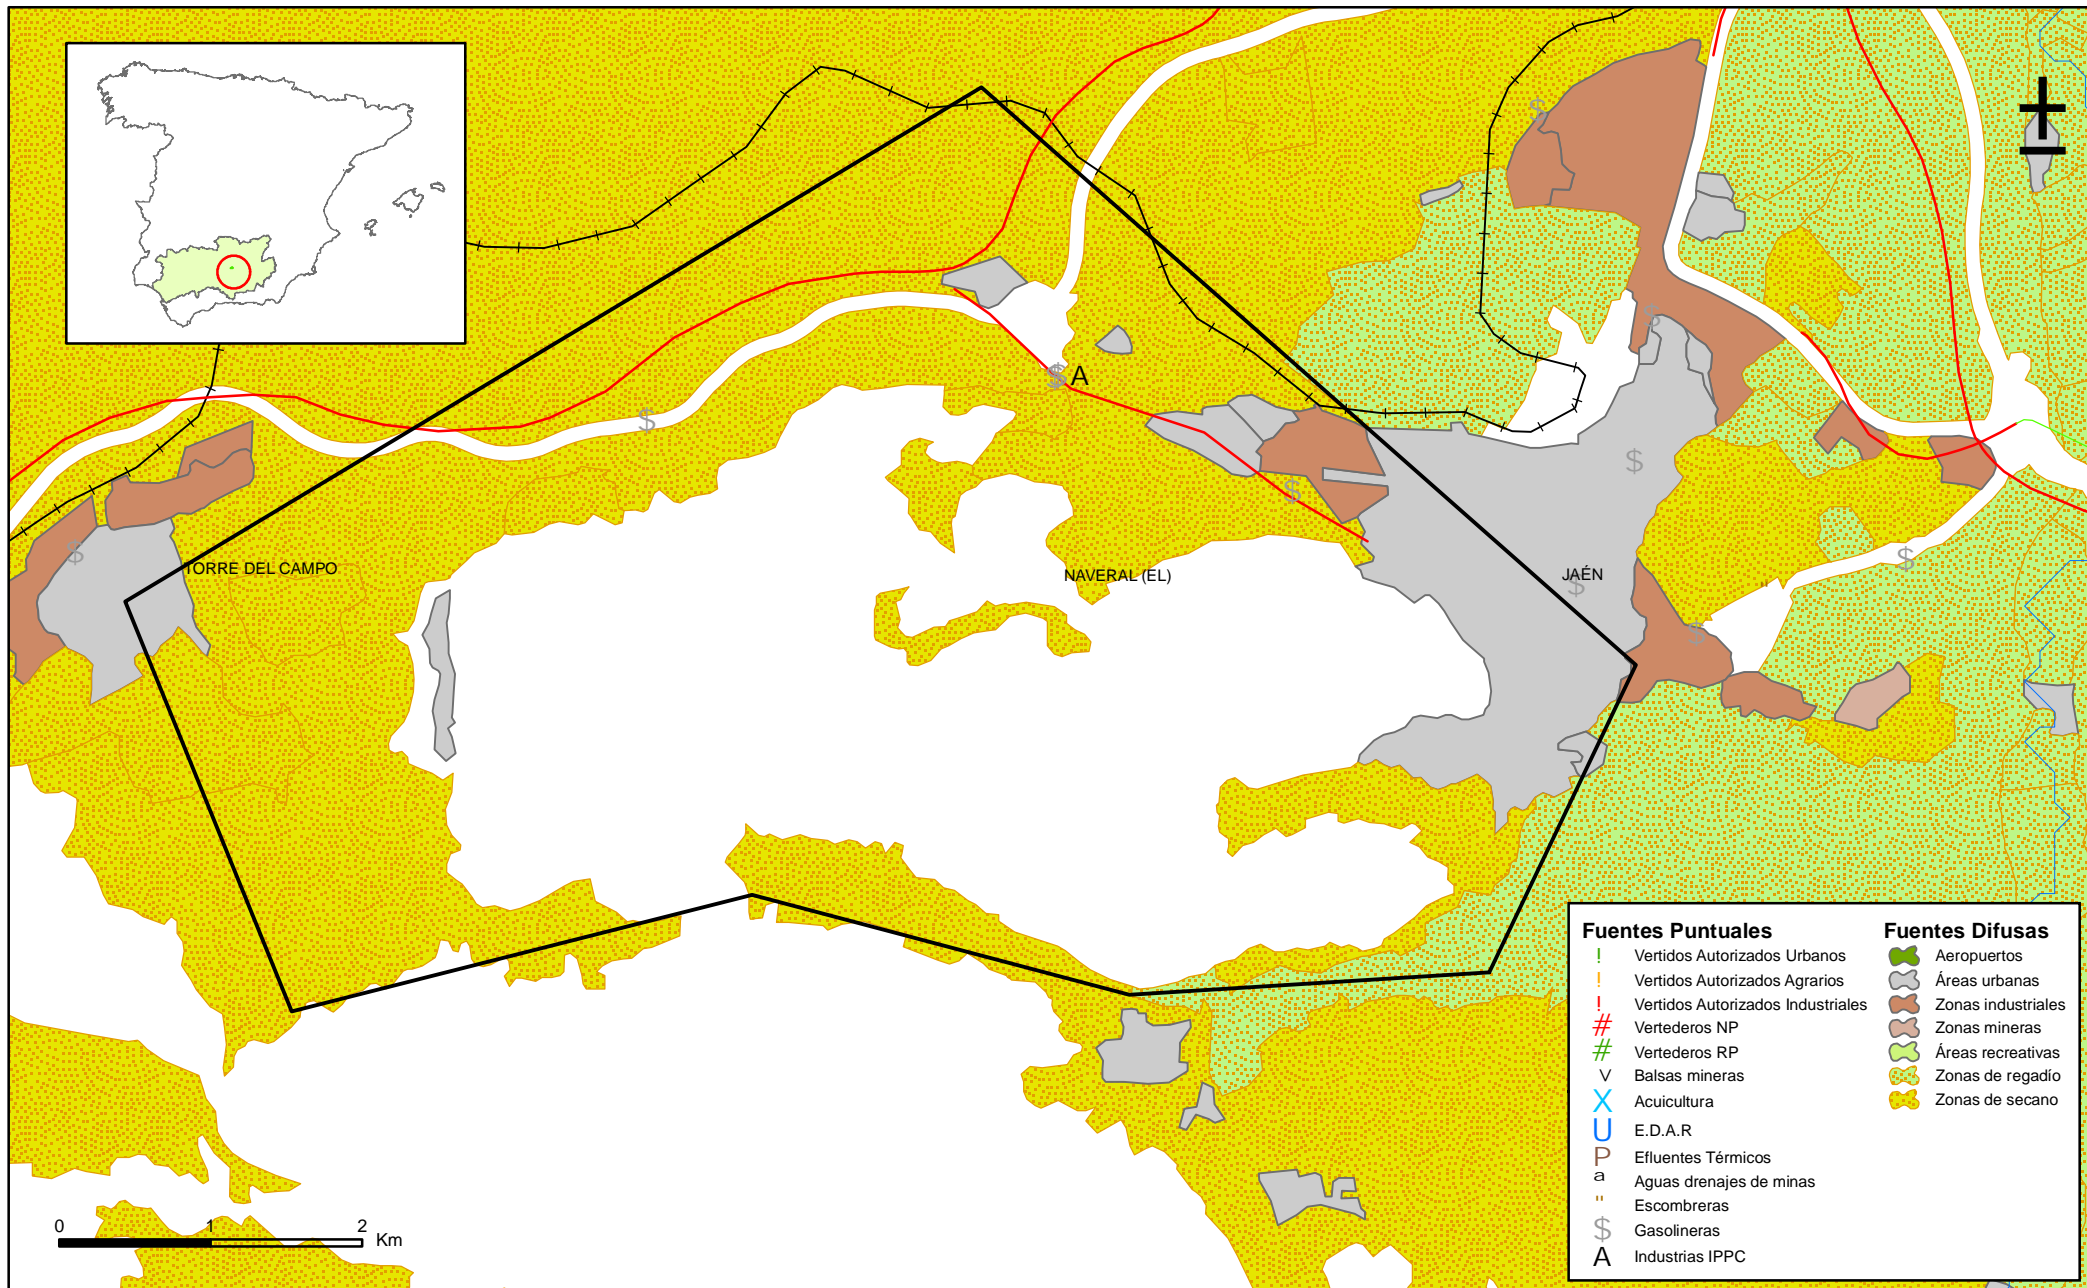 $
$
$
A
$
$
$
$
TORRE DEL CAMPO
NAVERAL (EL)
JAÉN
$
$
"
$
$
Fuentes Puntuales
! Vertidos Autorizados Urbanos
! Vertidos Autorizados Agrarios
! Vertidos Autorizados Industriales
# Vertederos NP
# Vertederos RP
V Balsas mineras
X Acuicultura
U E.D.A.R
P Efluentes Térmicos
a Aguas drenajes de minas
" Escombreras
$ Gasolineras
A Industrias IPPC
Fuentes Difusas
Aeropuertos
Áreas urbanas
Zonas industriales
Zonas mineras
Áreas recreativas
Zonas de regadío
Zonas de secano
0 1 2 Km